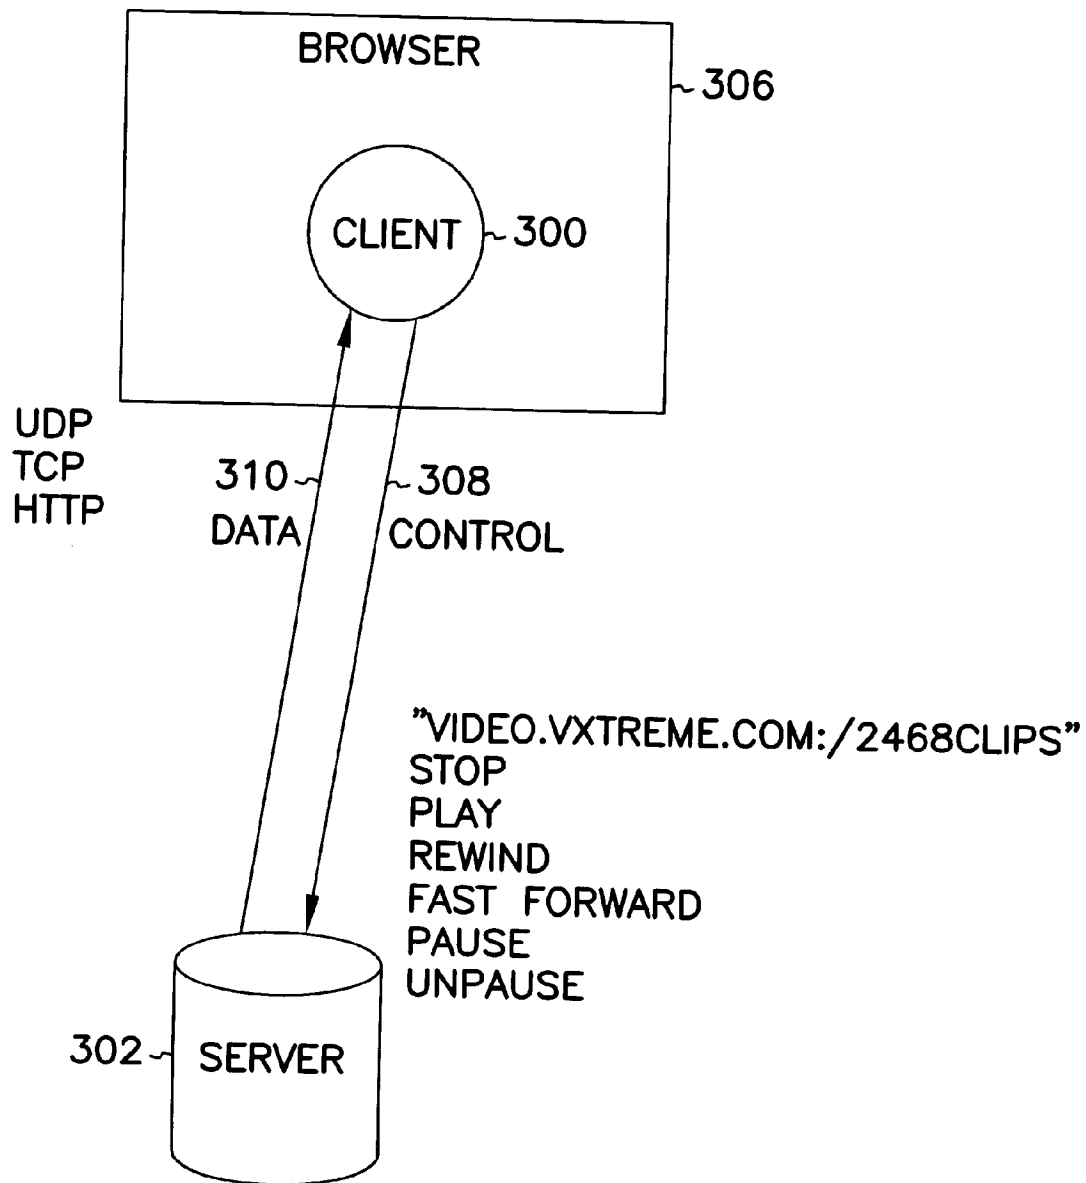 BROWSER
306
CLIENT
300
UDP
TCP
HTTP
310
308
DATA
CONTROL
”VIDEO.VXTREME.COM:/2468CLIPS”
STOP
PLAY
REWIND
FAST FORWARD
PAUSE
UNPAUSE
302
SERVER